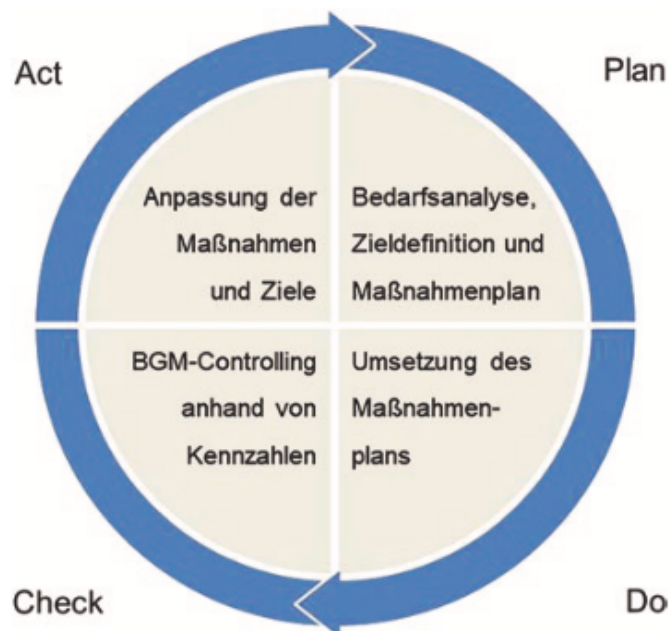 Act
Plan
Anpassung der
Maßnahmen
und Ziele
Bedarfsanalyse,
Zieldefinition und
Maßnahmenplan
BGM-Controlling
anhand von
Kennzahlen
Umsetzung des
Maßnahmen-
plans
Check
Do